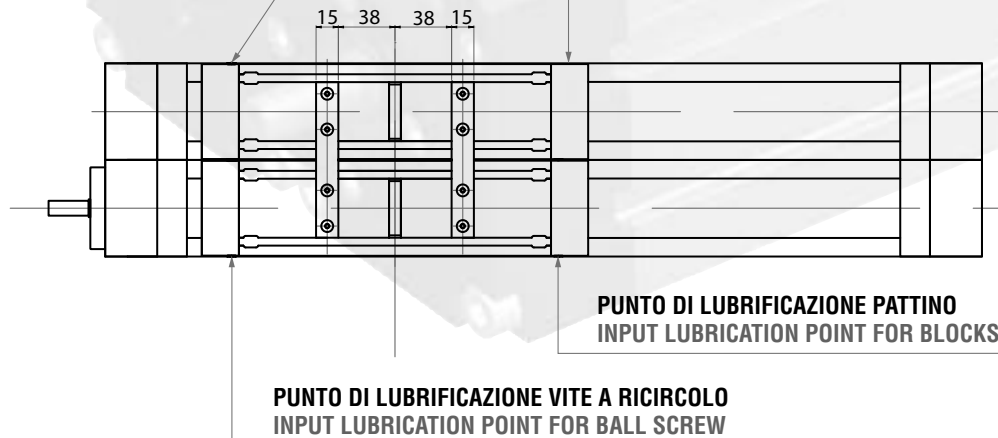 15 38 38 15
PUNTO DI LUBRIFICAZIONE PATTINO
INPUT LUBRICATION POINT FOR BLOCKS
PUNTO DI LUBRIFICAZIONE VITE A RICIRCOLO
INPUT LUBRICATION POINT FOR BALL SCREW